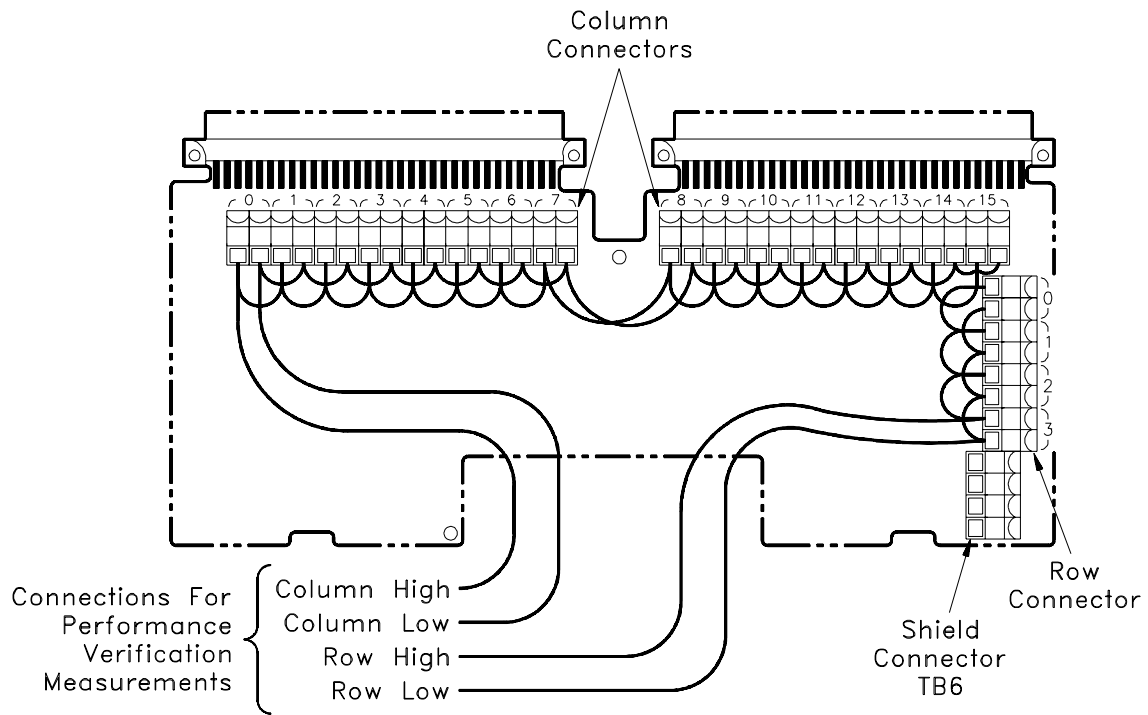 Column
Connectors
0 1 2 3 4 5 6 7 8 9 10 11 12 13 14 15
0
1
2
3
Connections For
Performance
Verification
Measurements
Column High
Column Low
Row High
Row Low
Row
Connector
Shield
Connector
TB6